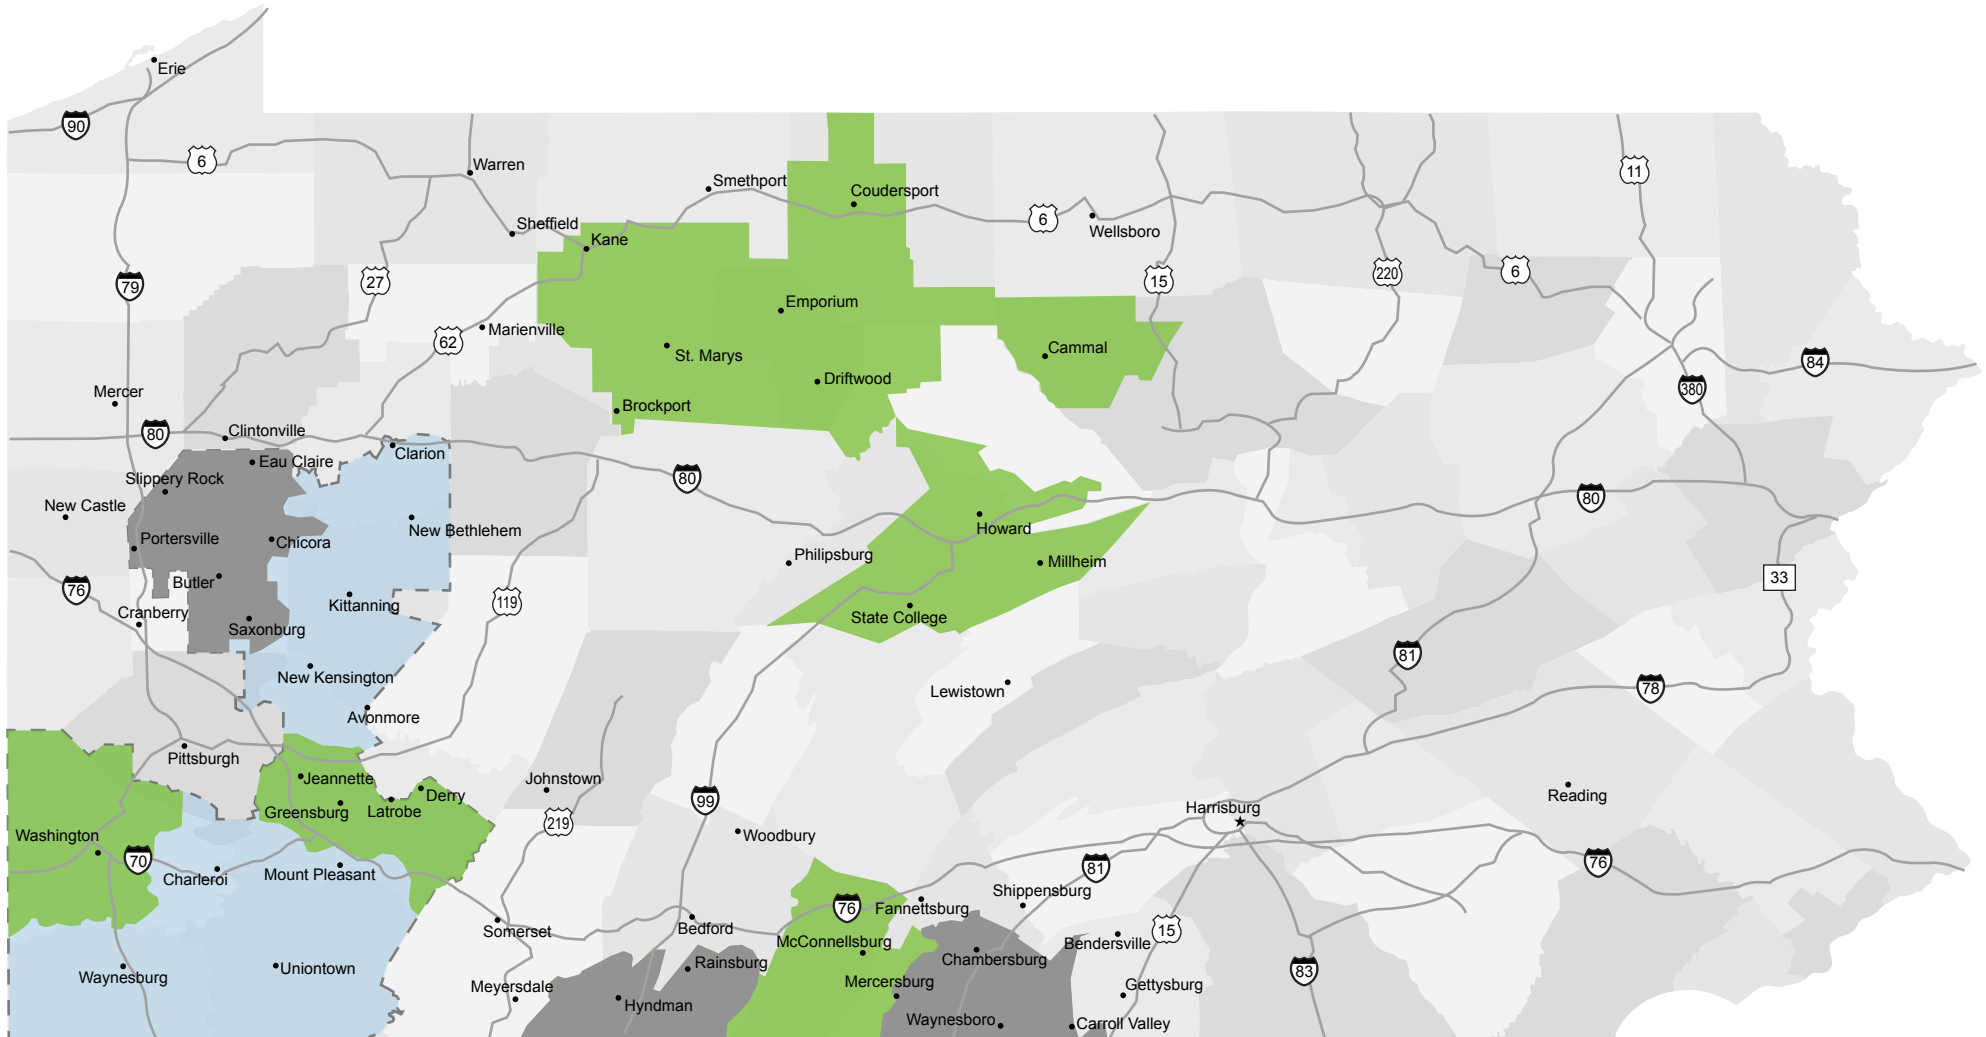 Erie
90
6
Warren
11
Smethport
Coudersport
6
Sheffield
Kane
Wellsboro
79
27
15
220
6
Emporium
Marienville
62
St. Marys
Cammal
84
Driftwood
380
Mercer
Brockport
80
Clintonville
Clarion
Eau Claire
Slippery Rock
80
80
New Castle
New Bethlehem
Howard
Portersville
Chicora
Philipsburg
Millheim
Butler
76
33
Kittanning
119
Cranberry
State College
Saxonburg
81
New Kensington
78
Lewistown
Avonmore
Pittsburgh
Jeannette
Johnstown
Derry
Reading
99
Greensburg
Latrobe
Harrisburg
219
Washington
Woodbury
70
76
81
Charleroi
Mount Pleasant
Shippensburg
76
Fannettsburg
Somerset
Bedford
15
McConnellsburg
Bendersville
Chambersburg
Rainsburg
Waynesburg
Uniontown
83
Mercersburg
Meyersdale
Gettysburg
Hyndman
Waynesboro
Carroll Valley